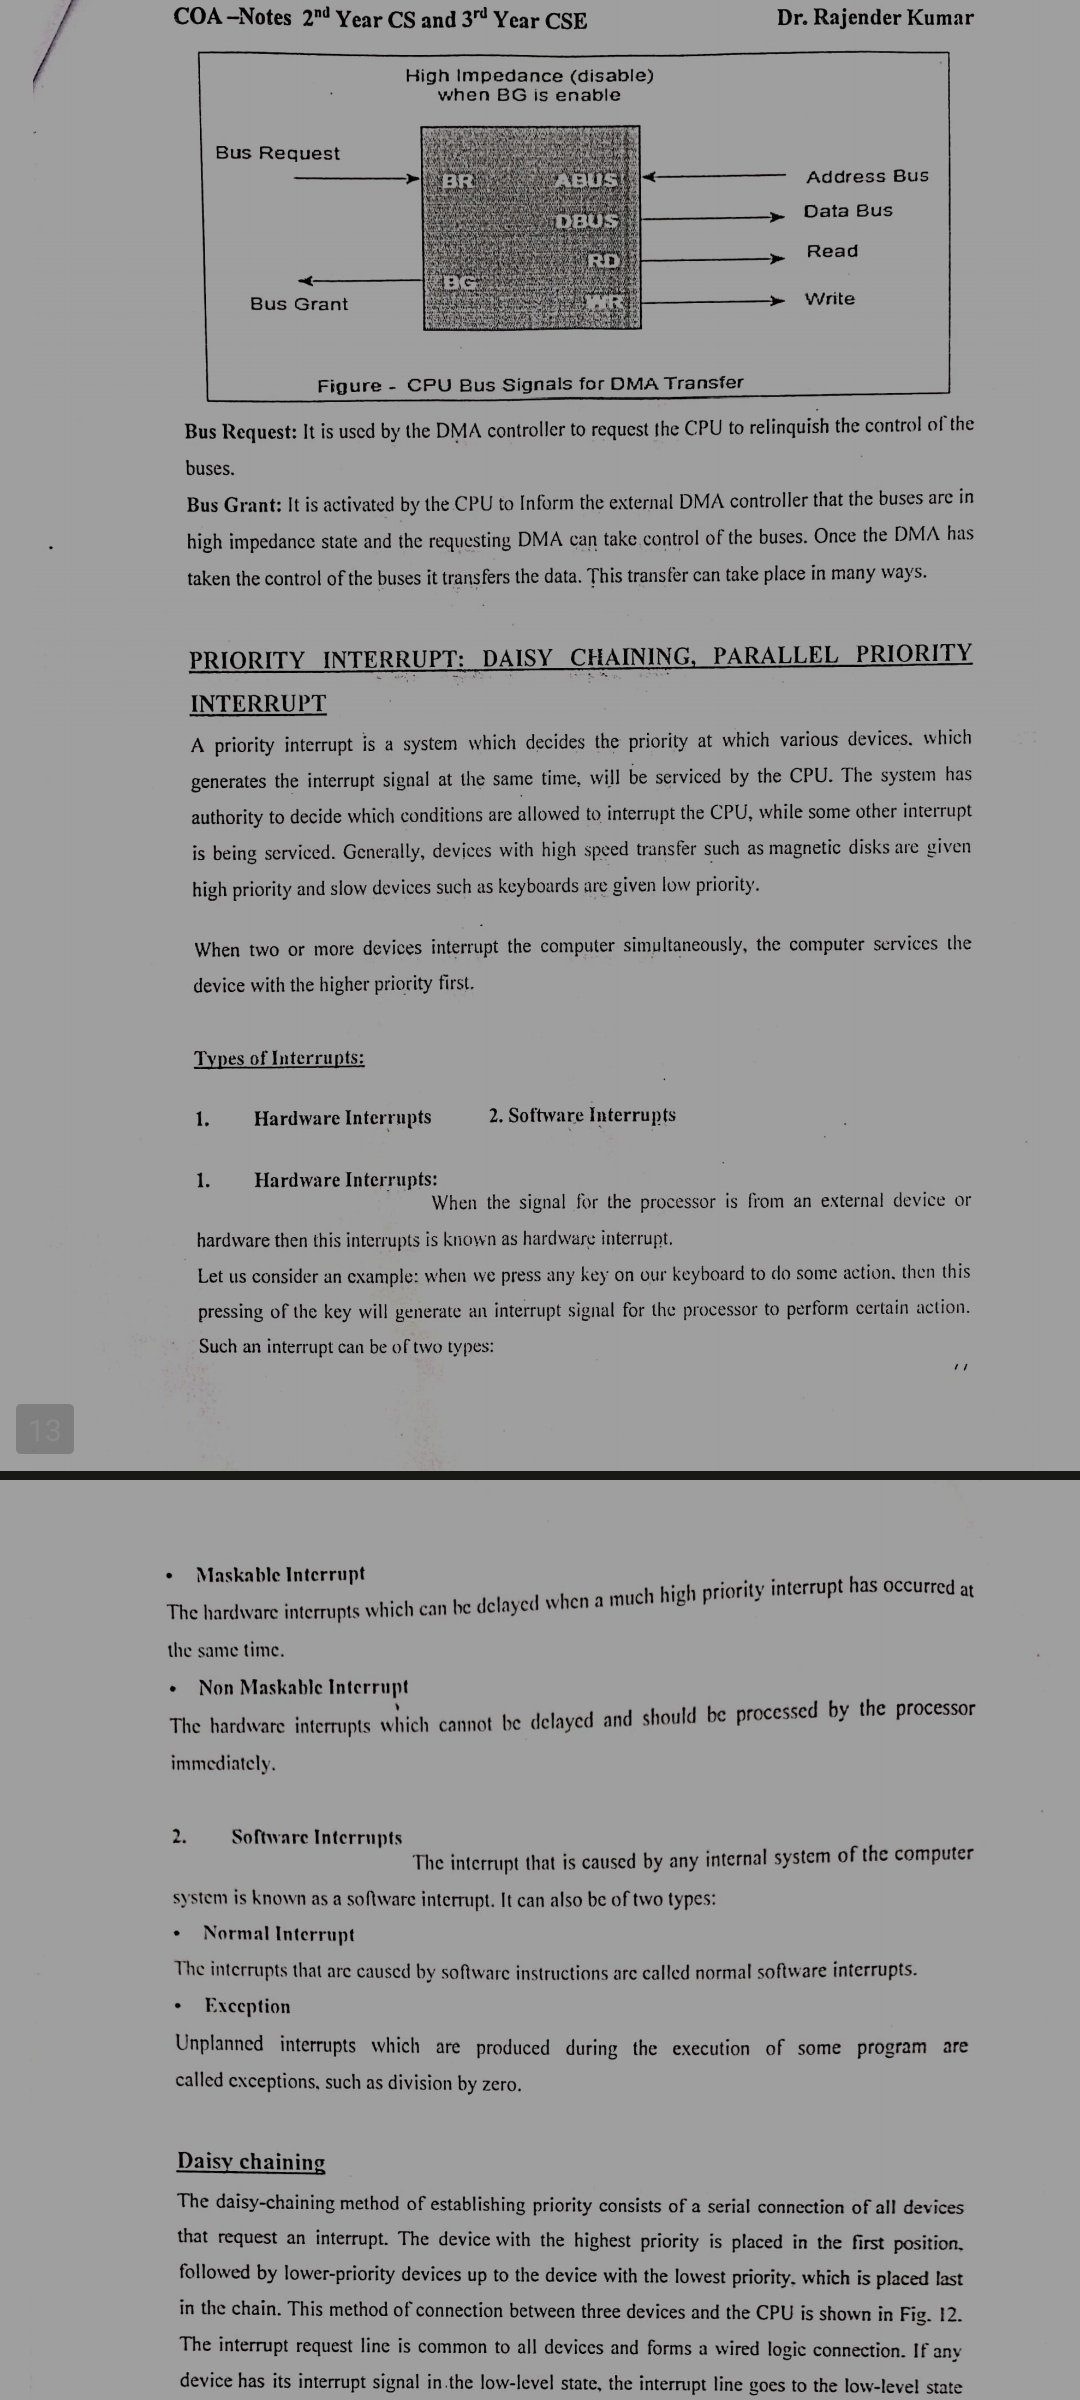 COA –Notes 2nd Year CS and 3rd Year CSE Dr. Rajender Kumar
High Impedance (disable)
when BG is enable
Bus Request
BR ABUS Address Bus
DBUS Data Bus
RD Read
BG
Bus Grant WR Write
Figure - CPU Bus Signals for DMA Transfer
Bus Request: It is used by the DMA controller to request the CPU to relinquish the control of the
buses.
Bus Grant: It is activated by the CPU to Inform the external DMA controller that the buses are in
high impedance state and the requesting DMA can take control of the buses. Once the DMA has
taken the control of the buses it transfers the data. This transfer can take place in many ways.
PRIORITY INTERRUPT: DAISY CHAINING, PARALLEL PRIORITY
INTERRUPT
A priority interrupt is a system which decides the priority at which various devices, which
generates the interrupt signal at the same time, will be serviced by the CPU. The system has
authority to decide which conditions are allowed to interrupt the CPU, while some other interrupt
is being serviced. Generally, devices with high speed transfer such as magnetic disks are given
high priority and slow devices such as keyboards are given low priority.
When two or more devices interrupt the computer simultaneously, the computer services the
device with the higher priority first.
Types of Interrupts:
1. Hardware Interrupts 2. Software Interrupts
1. Hardware Interrupts:
When the signal for the processor is from an external device or
hardware then this interrupts is known as hardware interrupt.
Let us consider an example: when we press any key on our keyboard to do some action, then this
pressing of the key will generate an interrupt signal for the processor to perform certain action.
Such an interrupt can be of two types:
13
• Maskable Interrupt
The hardware interrupts which can be delayed when a much high priority interrupt has occurred at
the same time.
• Non Maskable Interrupt
The hardware interrupts which cannot be delayed and should be processed by the processor
immediately.
2. Software Interrupts
The interrupt that is caused by any internal system of the computer
system is known as a software interrupt. It can also be of two types:
• Normal Interrupt
The interrupts that are caused by software instructions are called normal software interrupts.
• Exception
Unplanned interrupts which are produced during the execution of some program are
called exceptions, such as division by zero.
Daisy chaining
The daisy-chaining method of establishing priority consists of a serial connection of all devices
that request an interrupt. The device with the highest priority is placed in the first position,
followed by lower-priority devices up to the device with the lowest priority, which is placed last
in the chain. This method of connection between three devices and the CPU is shown in Fig. 12.
The interrupt request line is common to all devices and forms a wired logic connection. If any
device has its interrupt signal in the low-level state, the interrupt line goes to the low-level state